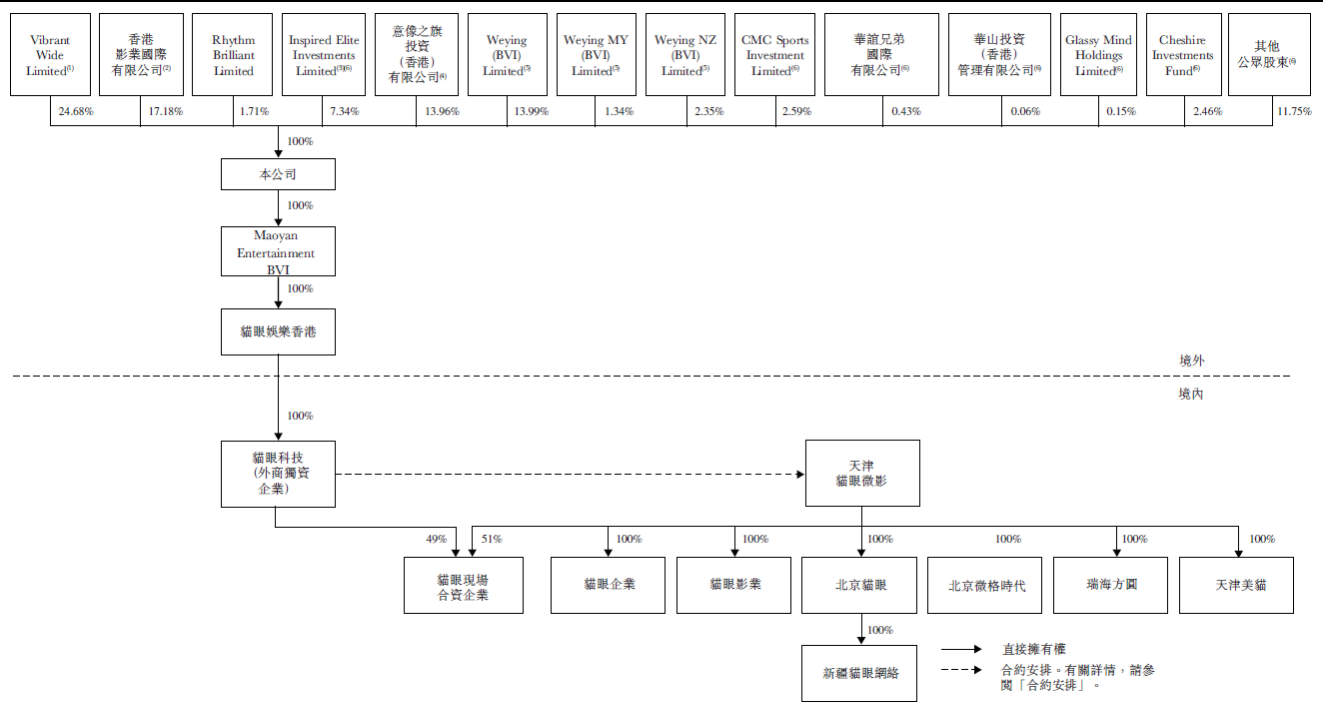 Vibrant
Wide
Limited⁽¹⁾
香港
影業國際
有限公司⁽²⁾
Rhythm
Brilliant
Limited
Inspired Elite
Investments
Limited⁽³⁾⁽⁶⁾
意像之旗
投資
(香港)
有限公司⁽⁴⁾
Weying
(BVI)
Limited⁽⁵⁾
Weying MY
(BVI)
Limited⁽⁵⁾
Weying NZ
(BVI)
Limited⁽⁵⁾
CMC Sports
Investment
Limited⁽⁶⁾
華誼兄弟
國際
有限公司⁽⁶⁾
華山投資
(香港)
管理有限公司⁽⁶⁾
Glassy Mind
Holdings
Limited⁽⁶⁾
Cheshire
Investments
Fund⁽⁶⁾
其他
公眾股東⁽⁶⁾
24.68%
17.18%
1.71%
7.34%
13.96%
13.99%
1.34%
2.35%
2.59%
0.43%
0.06%
0.15%
2.46%
11.75%
100%
本公司
100%
Maoyan
Entertainment
BVI
100%
貓眼娛樂香港
境外
境內
100%
貓眼科技
(外商獨資
企業)
天津
貓眼微影
49%
51%
100%
100%
100%
100%
100%
100%
貓眼現場
合資企業
貓眼企業
貓眼影業
北京貓眼
北京微格時代
瑞海方圓
天津美貓
100%
新疆貓眼網絡
直接擁有權
合約安排。有關詳情，請參
閱「合約安排」。